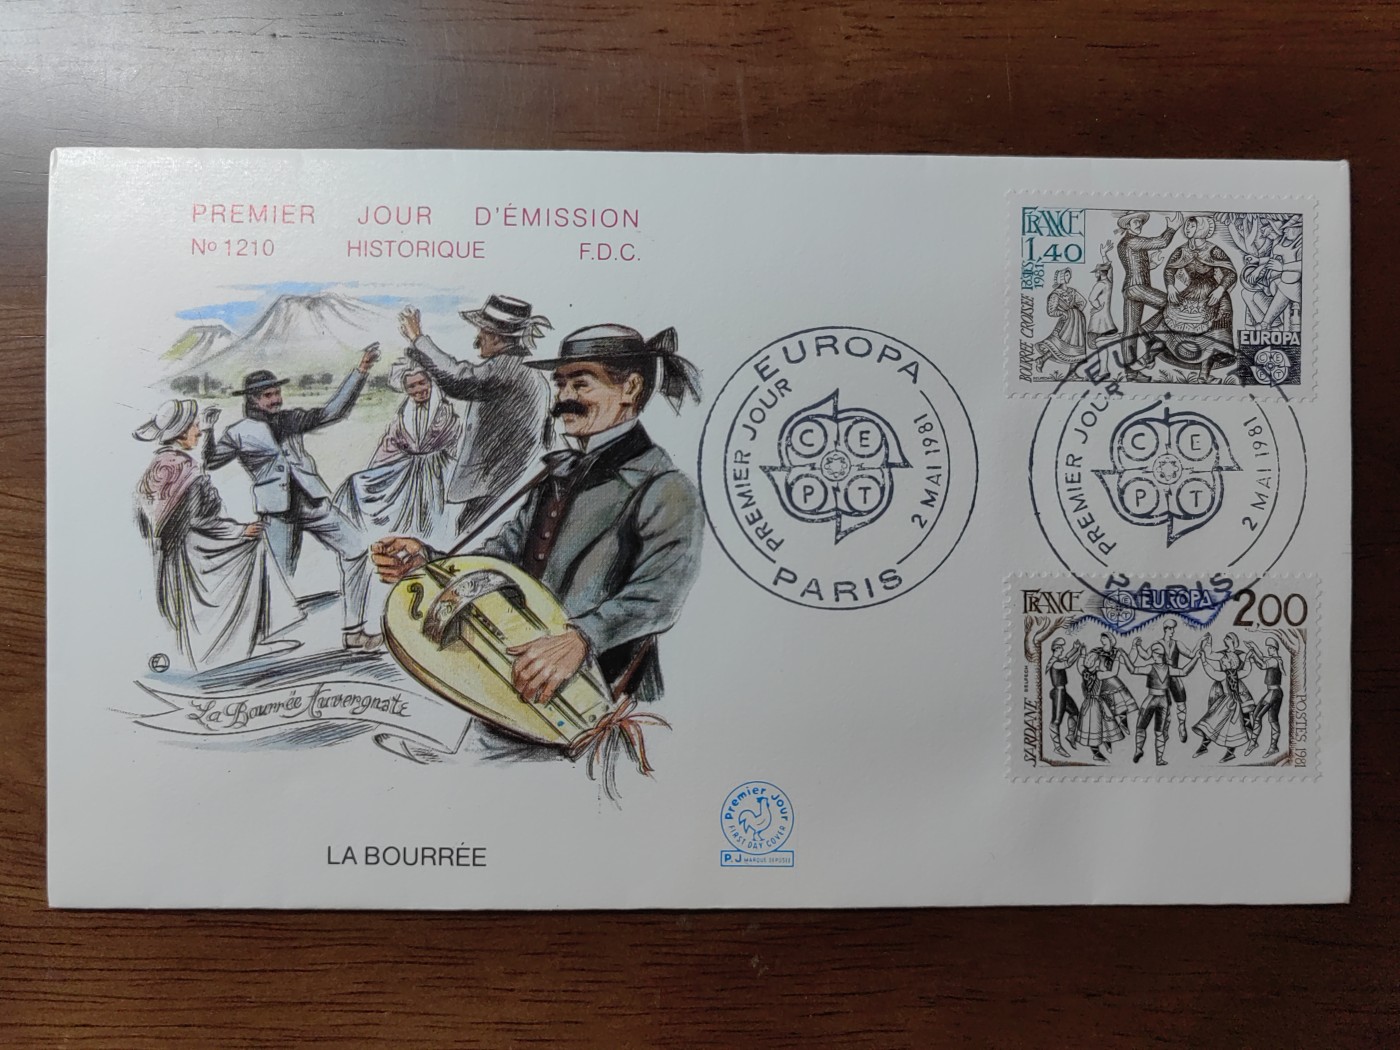 PREMIER JOUR D'ÉMISSION
Nº 1210 HISTORIQUE F.D.C.
La Bourrée Auvergnate
LA BOURRÉE
EUROPA
PREMIER JOUR
2 MAI 1981
PARIS
C E
P T
Premier Jour
FIRST DAY COVER
P.J
FRANCE
1,40
POSTES 1981
BOURRÉE CROISÉE
EUROPA
C E
P T
EUROPA
PREMIER JOUR
2 MAI 1981
PARIS
C E
P T
FRANCE
EUROPA
2,00
SARDANE
POSTES 1981